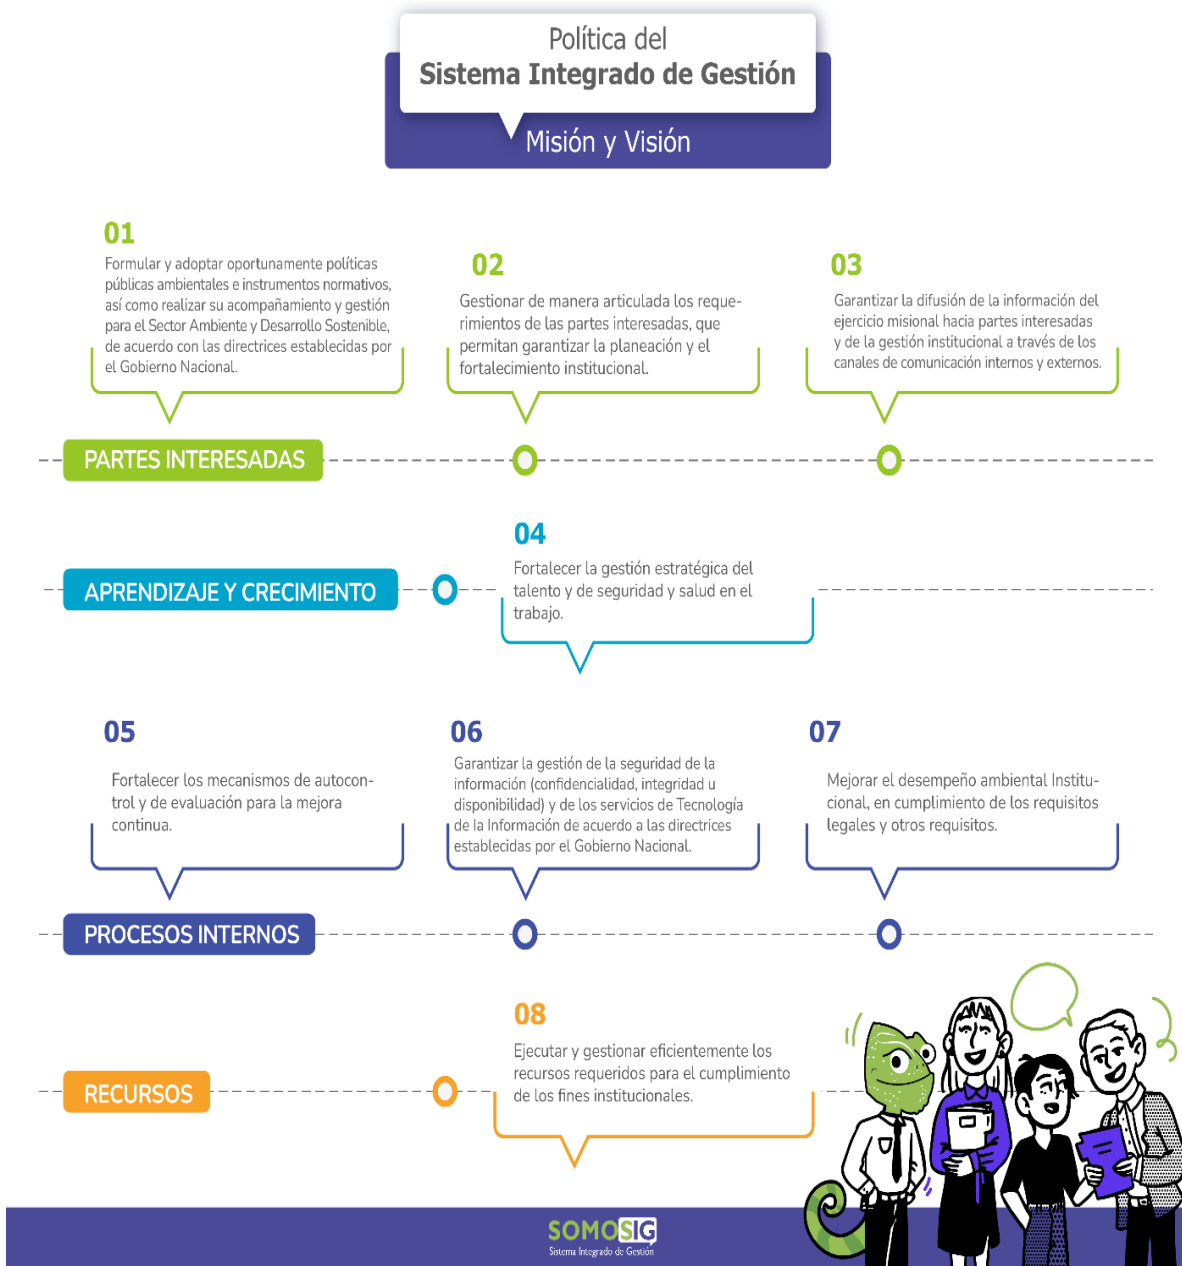 Política del
Sistema Integrado de Gestión
Misión y Visión
01
Formular y adoptar oportunamente políticas
públicas ambientales e instrumentos normativos,
así como realizar su acompañamiento y gestión
para el Sector Ambiente y Desarrollo Sostenible,
de acuerdo con las directrices establecidas por
el Gobierno Nacional.
02
Gestionar de manera articulada los reque-
rimientos de las partes interesadas, que
permitan garantizar la planeación y el
fortalecimiento institucional.
03
Garantizar la difusión de la información del
ejercicio misional hacia partes interesadas
y de la gestión institucional a través de los
canales de comunicación internos y externos.
PARTES INTERESADAS
04
Fortalecer la gestión estratégica del
talento y de seguridad y salud en el
trabajo.
APRENDIZAJE Y CRECIMIENTO
05
Fortalecer los mecanismos de autocon-
trol y de evaluación para la mejora
continua.
06
Garantizar la gestión de la seguridad de la
información (confidencialidad, integridad u
disponibilidad) y de los servicios de Tecnología
de la Información de acuerdo a las directrices
establecidas por el Gobierno Nacional.
07
Mejorar el desempeño ambiental Institu-
cional, en cumplimiento de los requisitos
legales y otros requisitos.
PROCESOS INTERNOS
08
Ejecutar y gestionar eficientemente los
recursos requeridos para el cumplimiento
de los fines institucionales.
RECURSOS
SOMOSIG
Sistema Integrado de Gestión